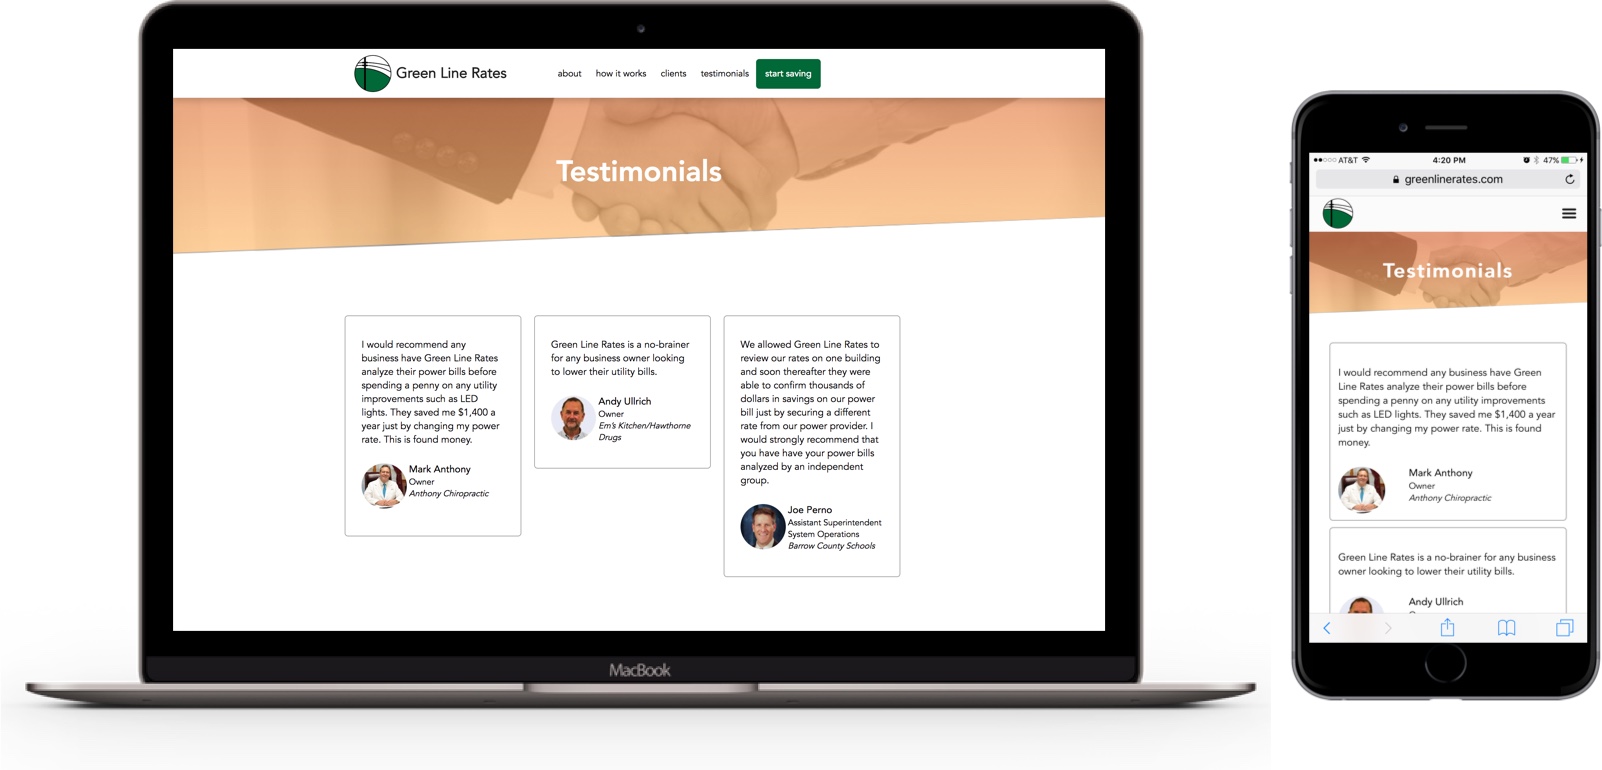 Green Line Rates
about how it works clients testimonials start saving
Testimonials
I would recommend any
business have Green Line Rates
analyze their power bills before
spending a penny on any utility
improvements such as LED
lights. They saved me $1,400 a
year just by changing my power
rate. This is found money.
Mark Anthony
Owner
Anthony Chiropractic
Green Line Rates is a no-brainer
for any business owner looking
to lower their utility bills.
Andy Ullrich
Owner
Em's Kitchen/Hawthorne
Drugs
We allowed Green Line Rates to
review our rates on one building
and soon thereafter they were
able to confirm thousands of
dollars in savings on our power
bill just by securing a different
rate from our power provider. I
would strongly recommend that
you have have your power bills
analyzed by an independent
group.
Joe Perno
Assistant Superintendent
System Operations
Barrow County Schools
MacBook
AT&T 4:20 PM 47%
greenlinerates.com
Testimonials
I would recommend any business have Green
Line Rates analyze their power bills before
spending a penny on any utility improvements
such as LED lights. They saved me $1,400 a year
just by changing my power rate. This is found
money.
Mark Anthony
Owner
Anthony Chiropractic
Green Line Rates is a no-brainer for any business
owner looking to lower their utility bills.
Andy Ullrich